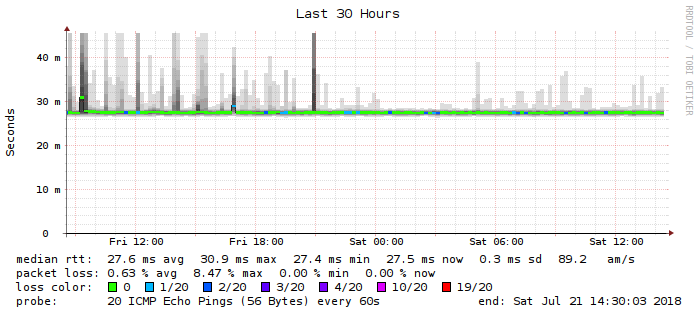 Last 30 Hours
RRDTOOL / TOBI OETIKER
Seconds
40 m
30 m
20 m
10 m
0
Fri 12:00 Fri 18:00 Sat 00:00 Sat 06:00 Sat 12:00
median rtt: 27.6 ms avg 30.9 ms max 27.4 ms min 27.5 ms now 0.3 ms sd 89.2 am/s
packet loss: 0.63 % avg 8.47 % max 0.00 % min 0.00 % now
loss color: 0 1/20 2/20 3/20 4/20 10/20 19/20
probe: 20 ICMP Echo Pings (56 Bytes) every 60s end: Sat Jul 21 14:30:03 2018